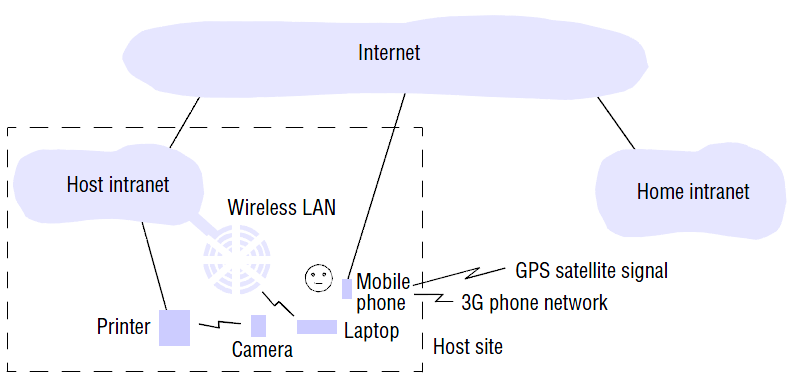 Internet
Host intranet
Home intranet
Wireless LAN
GPS satellite signal
Mobile
phone
3G phone network
Printer
Laptop
Camera
Host site